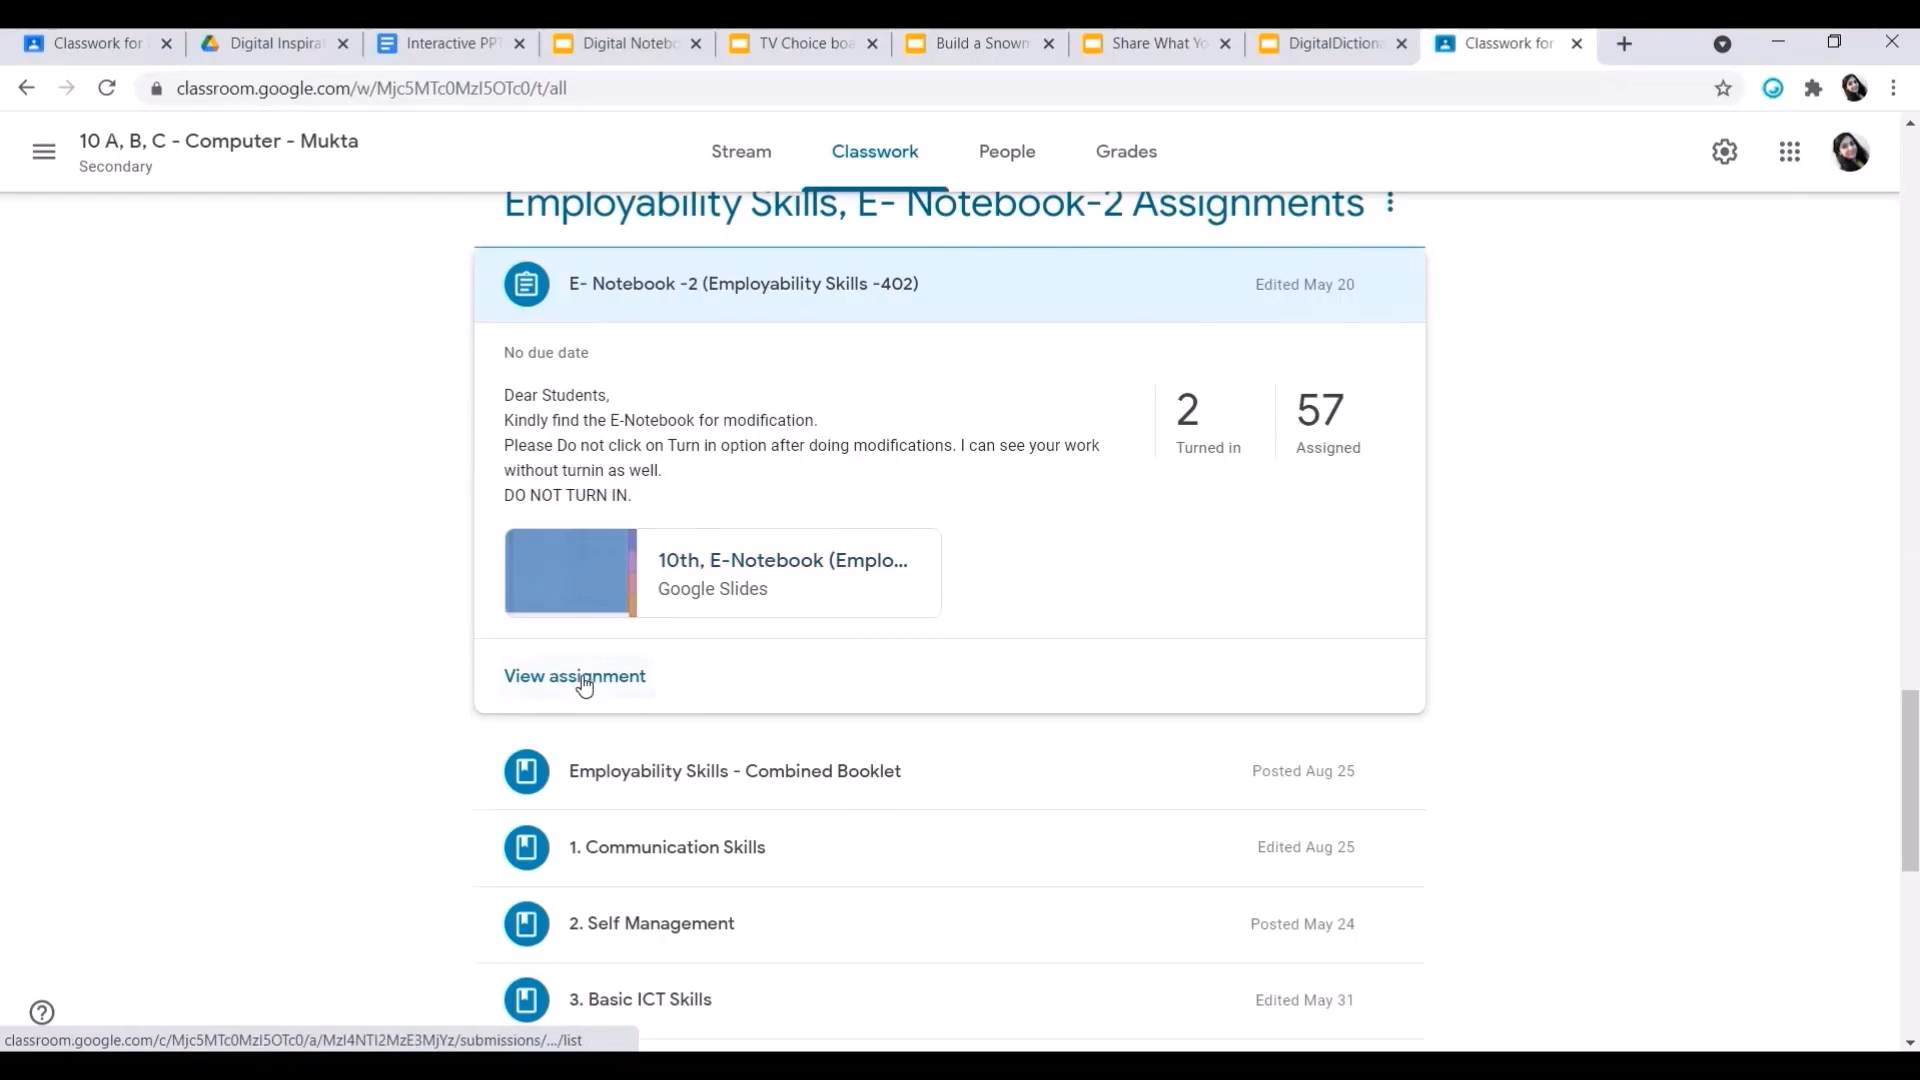 Classwork for
Digital Inspira
Interactive PP
Digital Notebo
TV Choice boa
Build a Snown
Share What Yo
DigitalDictiona
Classwork for
classroom.google.com/w/Mjc5MTc0MzI5OTc0/t/all
10 A, B, C - Computer - Mukta
Secondary
Stream
Classwork
People
Grades
Employability Skills, E- Notebook-2 Assignments
E- Notebook -2 (Employability Skills -402)
Edited May 20
No due date
Dear Students,
Kindly find the E-Notebook for modification.
Please Do not click on Turn in option after doing modifications. I can see your work
without turnin as well.
DO NOT TURN IN.
2
Turned in
57
Assigned
10th, E-Notebook (Emplo...
Google Slides
View assignment
Employability Skills - Combined Booklet
Posted Aug 25
1. Communication Skills
Edited Aug 25
2. Self Management
Posted May 24
3. Basic ICT Skills
Edited May 31
classroom.google.com/c/Mjc5MTc0MzI5OTc0/a/MzI4NTI2MzE3MjYz/submissions/.../list